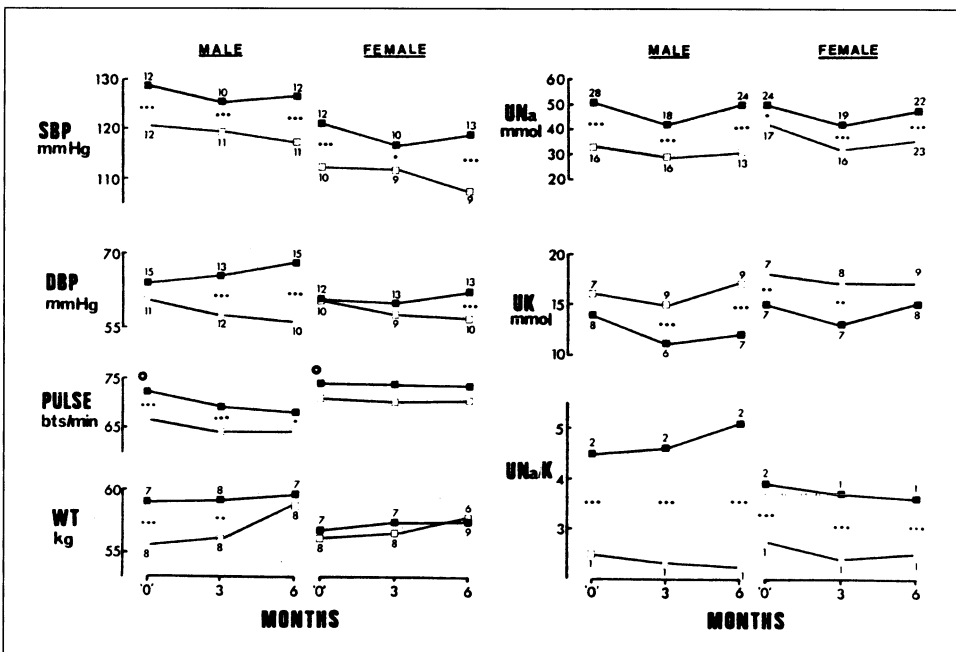 MALE FEMALE
12 10 12
130
SBP
mmHg
120
110
12 11 11
12 10 13
10 9 9
15 13 15
70
DBP
mmHg
55
11 12 10
12 13 13
10 9 10
75
PULSE
bts/min
65
7 8 7
60
WT
kg
55
8 8 8
7 7 6
8 8 9
'0' 3 6 '0' 3 6
MONTHS
MALE FEMALE
60
50
UNa
mmol
40
30
20
28 18 24
16 16 13
24 19 22
17 16 23
20
UK
mmol
15
10
7 9 9
8 6 7
7 8 9
7 7 8
5
UNa/K
4
3
2 2 2
1 1 1
2 1 1
1 1 1
'0' 3 6 '0' 3 6
MONTHS